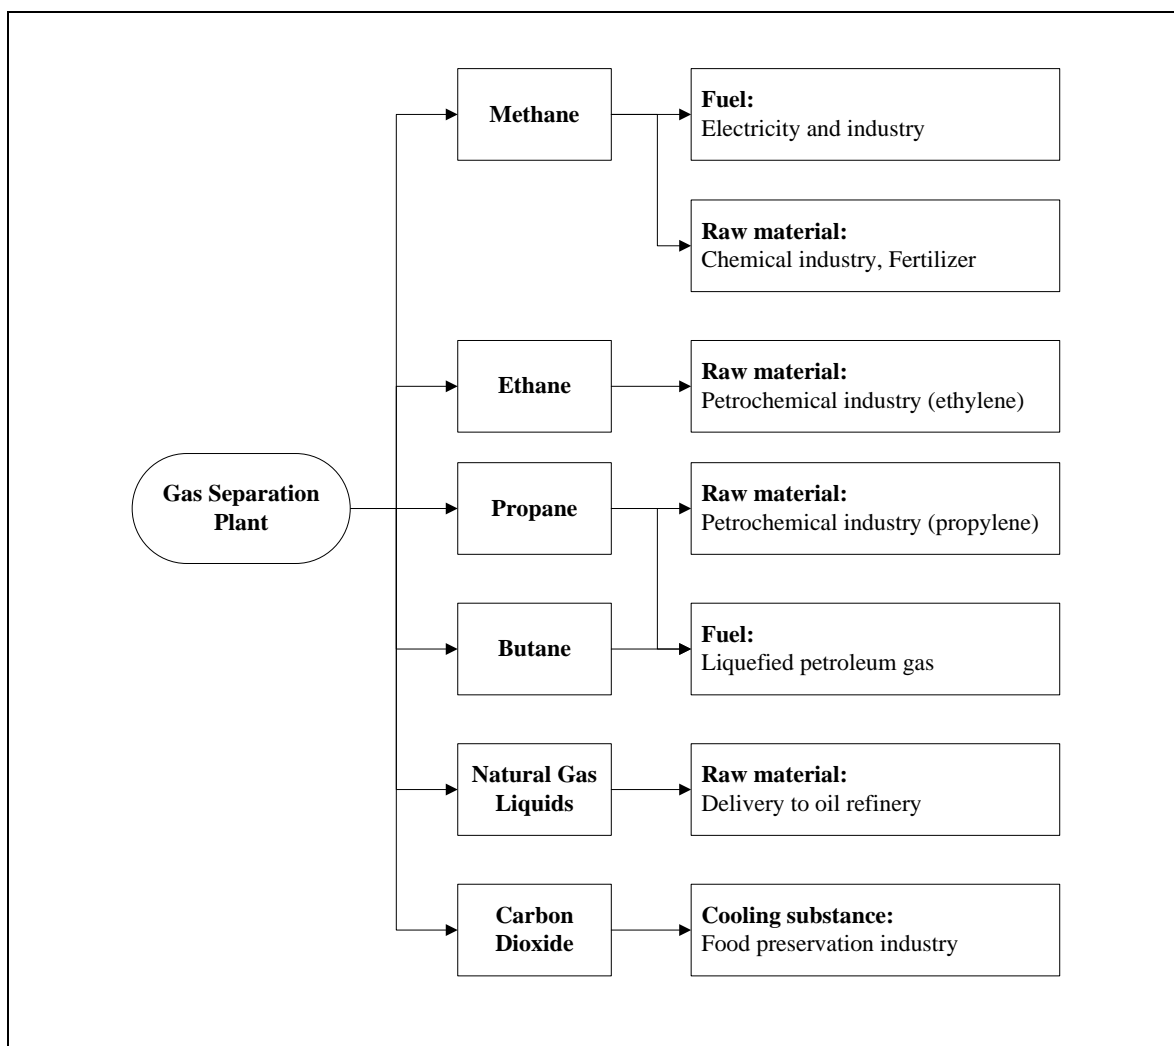 Methane
Fuel:
Electricity and industry
Raw material:
Chemical industry, Fertilizer
Ethane
Raw material:
Petrochemical industry (ethylene)
Gas Separation
Plant
Propane
Raw material:
Petrochemical industry (propylene)
Butane
Fuel:
Liquefied petroleum gas
Natural Gas
Liquids
Raw material:
Delivery to oil refinery
Carbon
Dioxide
Cooling substance:
Food preservation industry